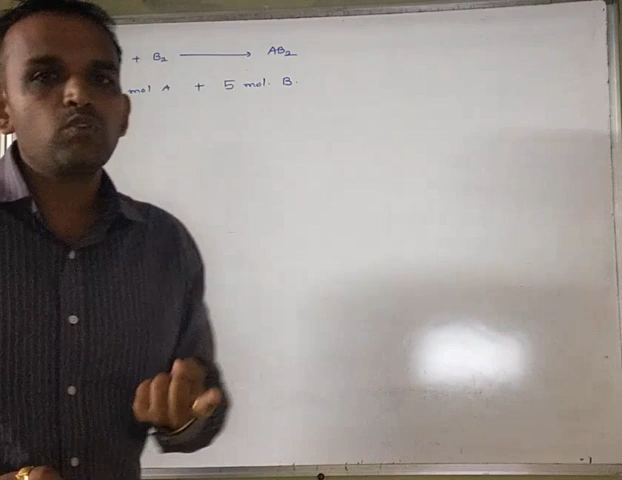 + B₂ ⟶ AB₂
mol A + 5 mol. B.